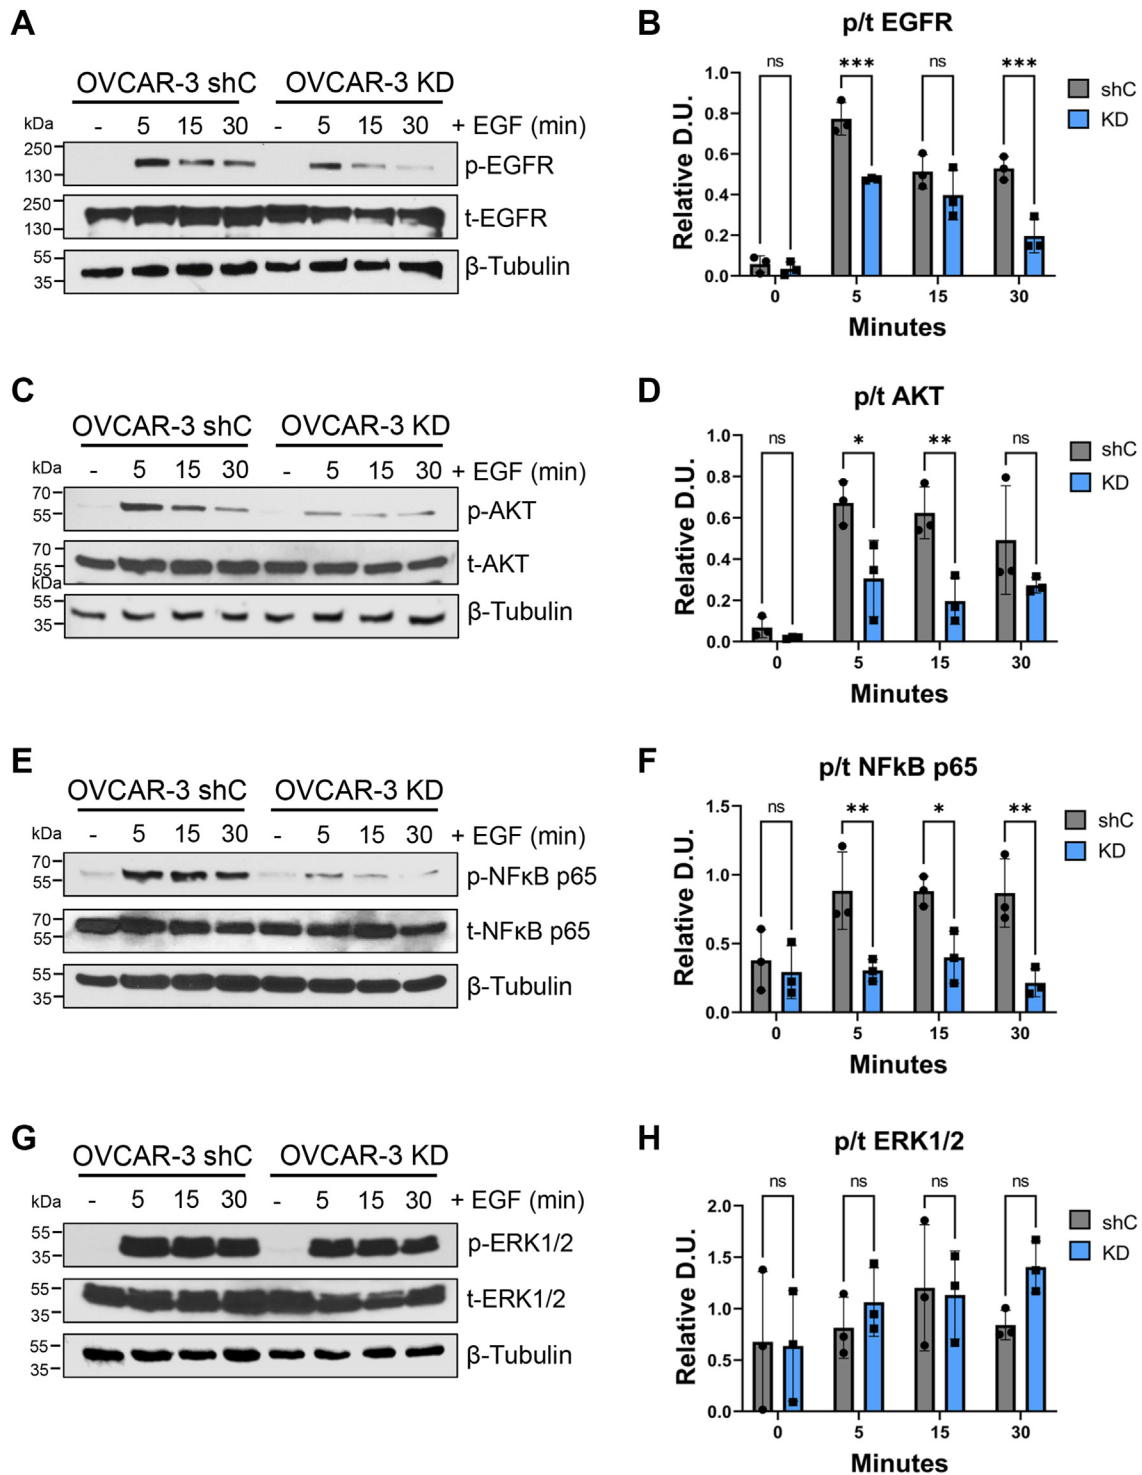 A
OVCAR-3 shC OVCAR-3 KD
kDa - 5 15 30 - 5 15 30 + EGF (min)
250
130
p-EGFR
250
130
t-EGFR
55
35
β-Tubulin
B
p/t EGFR
ns *** ns ***
shC
KD
Relative D.U.
1.0
0.8
0.6
0.4
0.2
0.0
0 5 15 30
Minutes
C
OVCAR-3 shC OVCAR-3 KD
kDa - 5 15 30 - 5 15 30 + EGF (min)
70
55
p-AKT
70
55
kDa
t-AKT
55
35
β-Tubulin
D
p/t AKT
ns * ** ns
shC
KD
Relative D.U.
1.0
0.8
0.6
0.4
0.2
0.0
0 5 15 30
Minutes
E
OVCAR-3 shC OVCAR-3 KD
kDa - 5 15 30 - 5 15 30 + EGF (min)
70
55
p-NFκB p65
70
55
t-NFκB p65
55
35
β-Tubulin
F
p/t NFkB p65
ns ** * **
shC
KD
Relative D.U.
1.5
1.0
0.5
0.0
0 5 15 30
Minutes
G
OVCAR-3 shC OVCAR-3 KD
kDa - 5 15 30 - 5 15 30 + EGF (min)
55
35
p-ERK1/2
55
35
t-ERK1/2
55
35
β-Tubulin
H
p/t ERK1/2
ns ns ns ns
shC
KD
Relative D.U.
2.0
1.5
1.0
0.5
0.0
0 5 15 30
Minutes